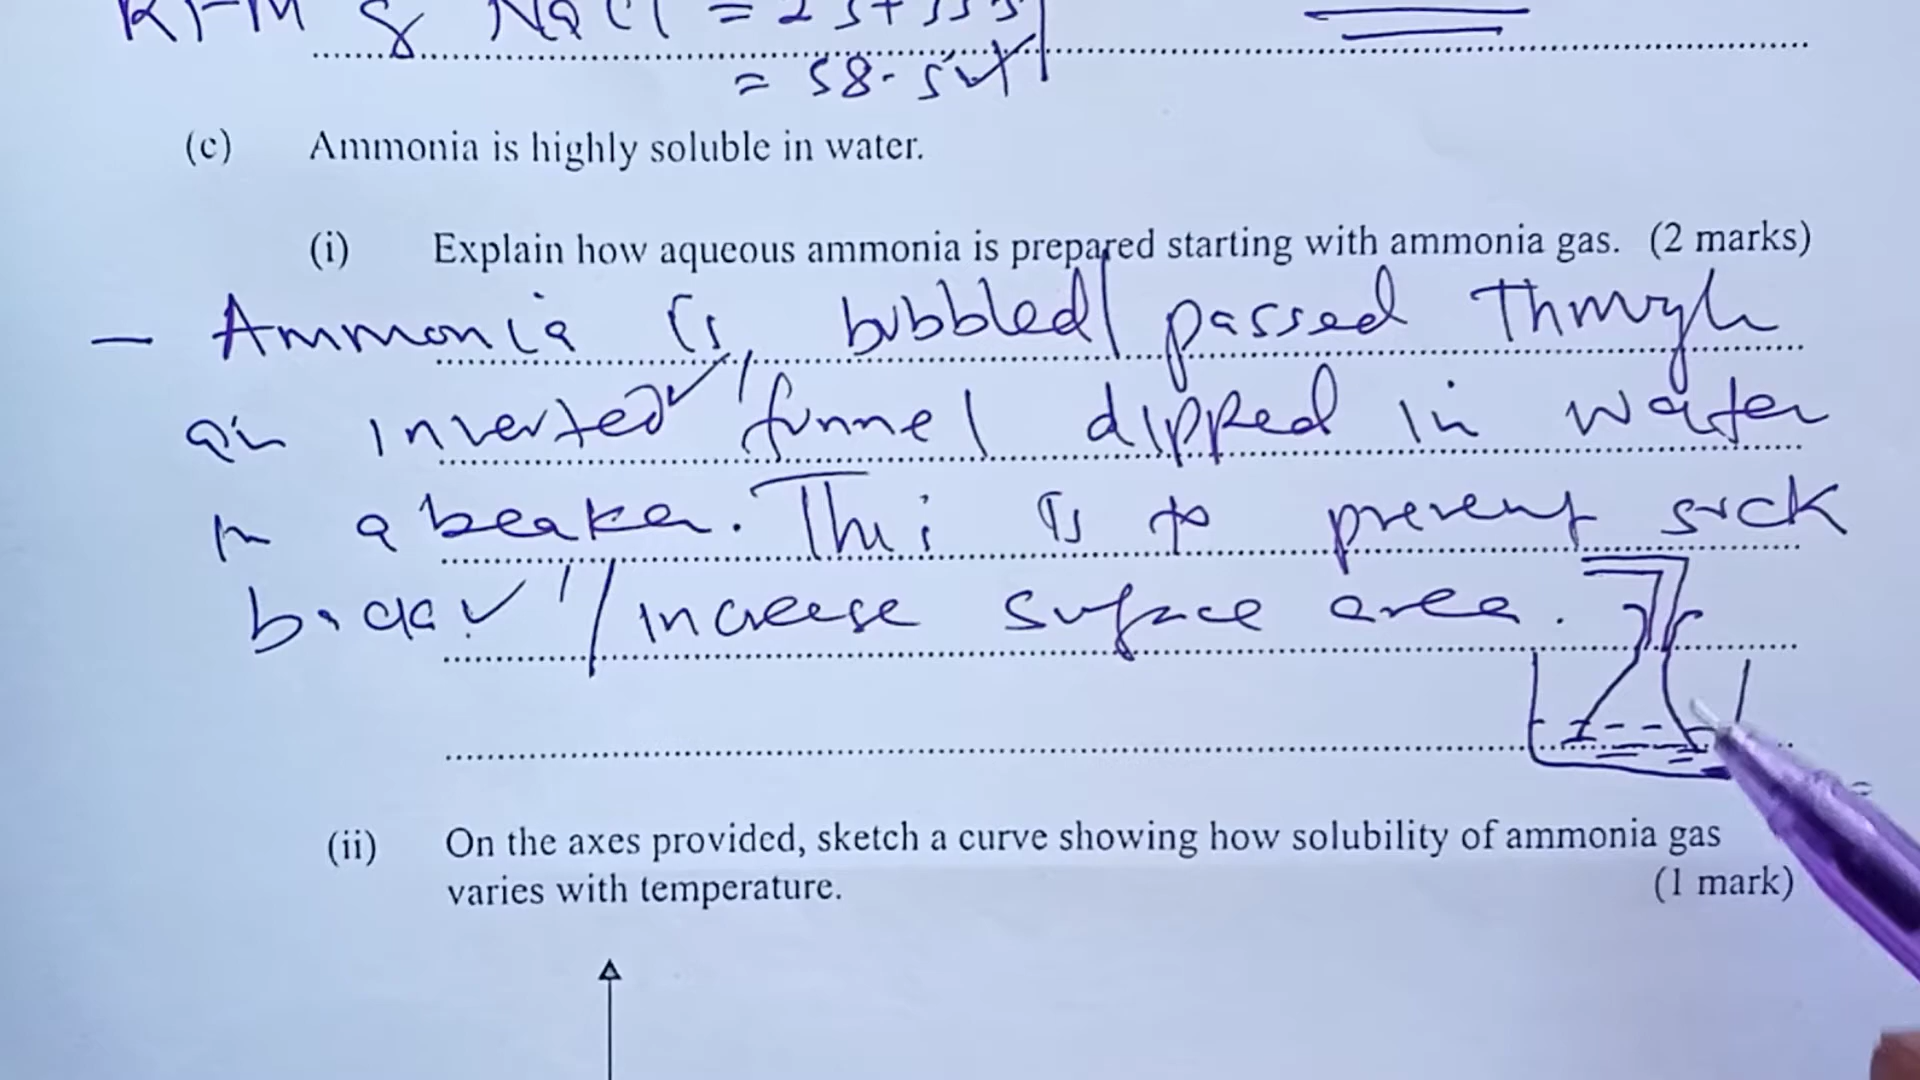 RFM of NaCl = 23+35.5
= 58.5
(c) Ammonia is highly soluble in water.
(i) Explain how aqueous ammonia is prepared starting with ammonia gas. (2 marks)
- Ammonia is bubbled/passed through
an inverted ✓1 funnel dipped in water
in a beaker. This is to prevent suck
back ✓1/increase surface area.
(ii) On the axes provided, sketch a curve showing how solubility of ammonia gas
varies with temperature. (1 mark)